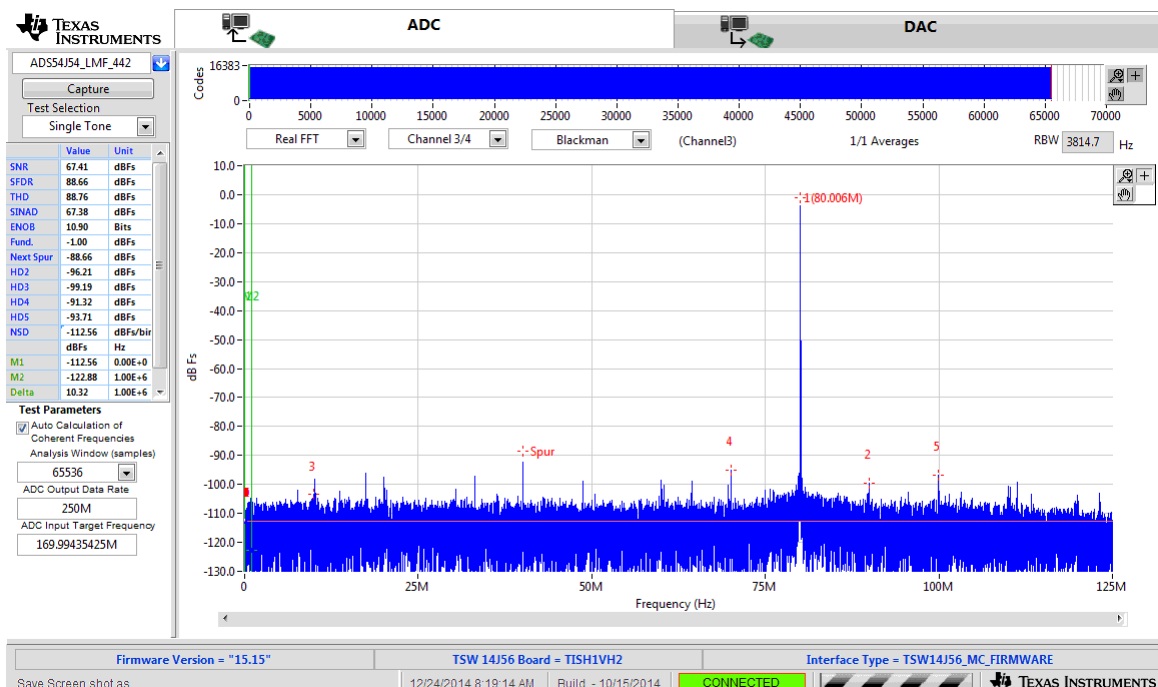 TEXAS INSTRUMENTS
ADC
DAC
ADS54J54_LMF_442
Capture
Test Selection
Single Tone
Value Unit
SNR 67.41 dBFs
SFDR 88.66 dBFs
THD 88.76 dBFs
SINAD 67.38 dBFs
ENOB 10.90 Bits
Fund. -1.00 dBFs
Next Spur -88.66 dBFs
HD2 -96.21 dBFs
HD3 -99.19 dBFs
HD4 -91.32 dBFs
HD5 -93.71 dBFs
NSD -112.56 dBFs/bin
dBFs Hz
M1 -112.56 0.00E+0
M2 -122.88 1.00E+6
Delta 10.32 1.00E+6
Test Parameters
Auto Calculation of
Coherent Frequencies
Analysis Window (samples)
65536
ADC Output Data Rate
250M
ADC Input Target Frequency
169.99435425M
Codes
16383
0
0 5000 10000 15000 20000 25000 30000 35000 40000 45000 50000 55000 60000 65000 70000
Real FFT Channel 3/4 Blackman (Channel3) 1/1 Averages RBW 3814.7 Hz
dB Fs
10.0
0.0
-10.0
-20.0
-30.0
-40.0
-50.0
-60.0
-70.0
-80.0
-90.0
-100.0
-110.0
-120.0
-130.0
1(80.006M)
Spur
3
4
2
5
0 25M 50M 75M 100M 125M
Frequency (Hz)
Firmware Version = "15.15" TSW 14J56 Board = TISH1VH2 Interface Type = TSW14J56_MC_FIRMWARE
Save Screen shot as 12/24/2014 8:19:14 AM Build - 10/15/2014 CONNECTED TEXAS INSTRUMENTS